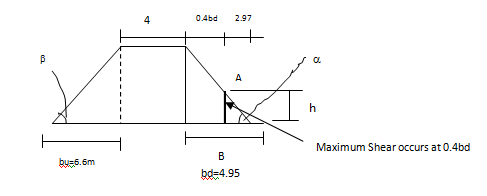 4
0.4bd
2.97
β
α
A
h
Maximum Shear occurs at 0.4bd
bu=6.6m
B
bd=4.95